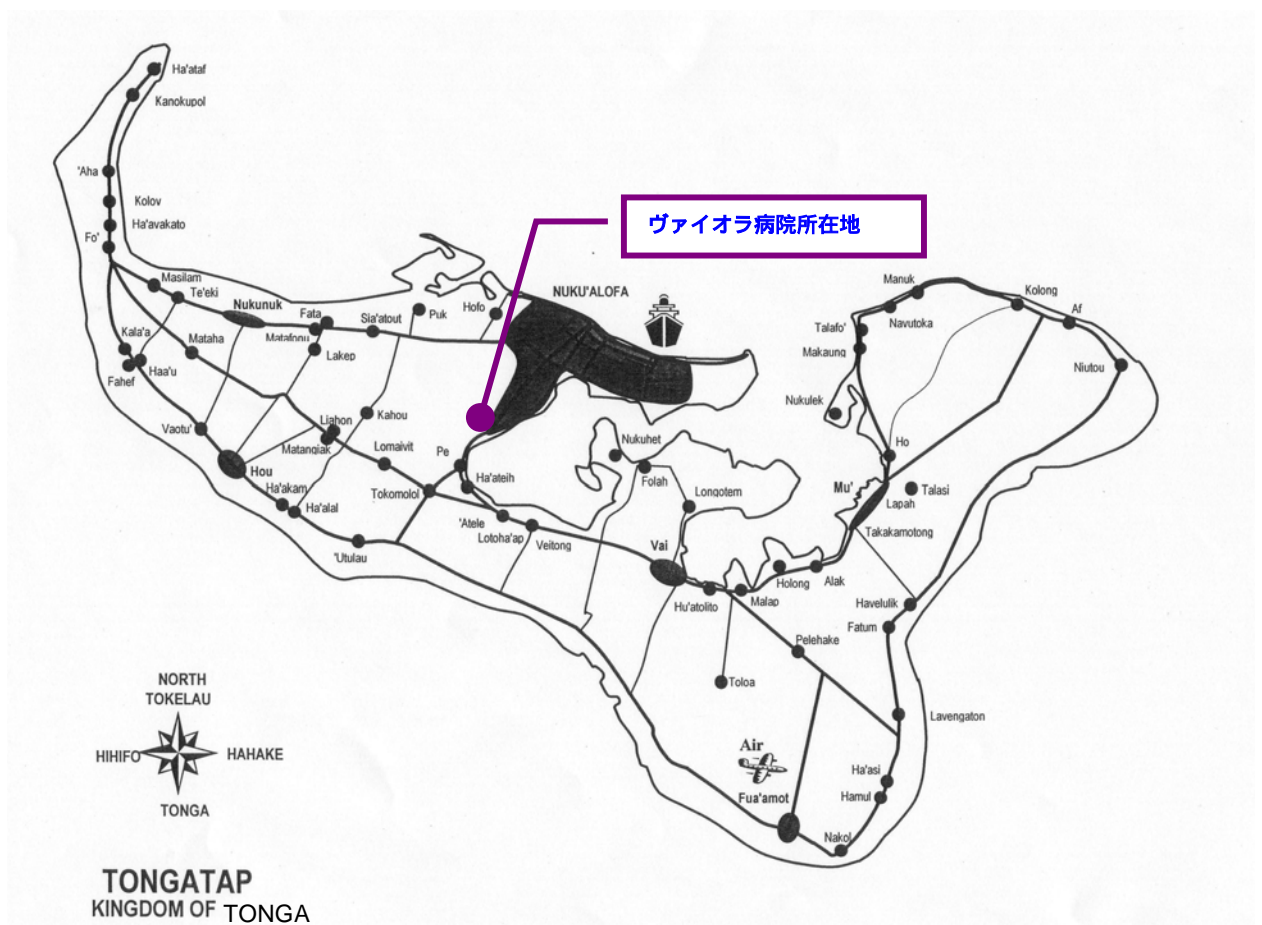 Ha'ataf
Kanokupol
'Aha
Kolov
Ha'avakato
Fo'
ヴァイオラ病院所在地
Masilam
Te'eki
Nukunuk
Fata
Matafonu
Sia'atout
Puk
Hofo
NUKU'ALOFA
Manuk
Kolong
Af
Navutoka
Talafo'
Makaung
Niutou
Kala'a
Mataha
Lakep
Haa'u
Fahef
Nukulek
Vaotu'
Liahon
Kahou
Matangiak
Lomaivit
Pe
Nukuhet
Ho
Hou
Ha'ateih
Folah
Longotem
Mu'
Talasi
Lapah
Ha'akam
Ha'alal
Tokomolol
'Atele
Lotoha'ap
Veitong
Takakamotong
'Utulau
Vai
Holong
Alak
Hu'atolito
Malap
Havelulik
Fatum
Pelehake
Toloa
Lavengaton
NORTH
TOKELAU
HIHIFO
HAHAKE
TONGA
Air
Fua'amot
Ha'asi
Hamul
Nakol
TONGATAP
KINGDOM OF TONGA